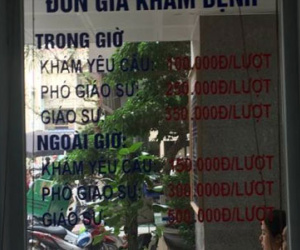 ĐƠN GIÁ KHÁM BỆNH
TRONG GIỜ
KHÁM YÊU CẦU: 100.000Đ/LƯỢT
PHÓ GIÁO SƯ: 250.000Đ/LƯỢT
GIÁO SƯ: 350.000Đ/LƯỢT
NGOÀI GIỜ:
KHÁM YÊU CẦU: 150.000Đ/LƯỢT
PHÓ GIÁO SƯ: 300.000Đ/LƯỢT
GIÁO SƯ: 500.000Đ/LƯỢT